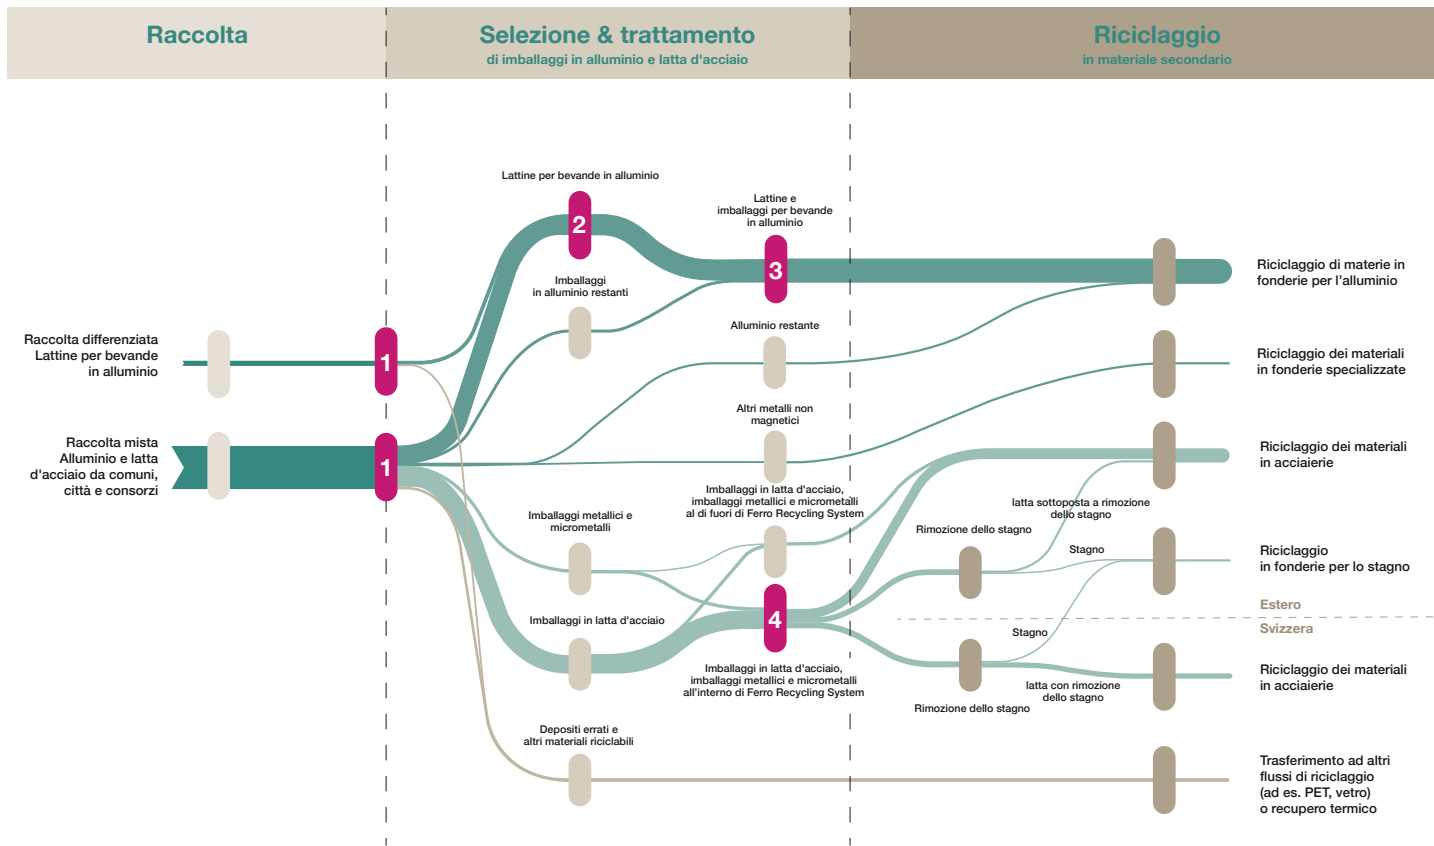 Raccolta
Selezione & trattamento
di imballaggi in alluminio e latta d'acciaio
Riciclaggio
in materiale secondario
Raccolta differenziata
Lattine per bevande
in alluminio
Raccolta mista
Alluminio e latta
d'acciaio da comuni,
città e consorzi
1
1
Lattine per bevande in alluminio
2
Imballaggi
in alluminio restanti
Lattine e
imballaggi per bevande
in alluminio
3
Alluminio restante
Altri metalli non
magnetici
Imballaggi in latta d'acciaio,
imballaggi metallici e micrometalli
al di fuori di Ferro Recycling System
Imballaggi metallici e
micrometalli
Imballaggi in latta d'acciaio
4
Imballaggi in latta d'acciaio,
imballaggi metallici e micrometalli
all'interno di Ferro Recycling System
Depositi errati e
altri materiali riciclabili
Rimozione dello stagno
latta sottoposta a rimozione
dello stagno
Stagno
Stagno
Rimozione dello stagno
latta con rimozione
dello stagno
Riciclaggio di materie in
fonderie per l'alluminio
Riciclaggio dei materiali
in fonderie specializzate
Riciclaggio dei materiali
in acciaierie
Riciclaggio
in fonderie per lo stagno
Estero
Svizzera
Riciclaggio dei materiali
in acciaierie
Trasferimento ad altri
flussi di riciclaggio
(ad es. PET, vetro)
o recupero termico